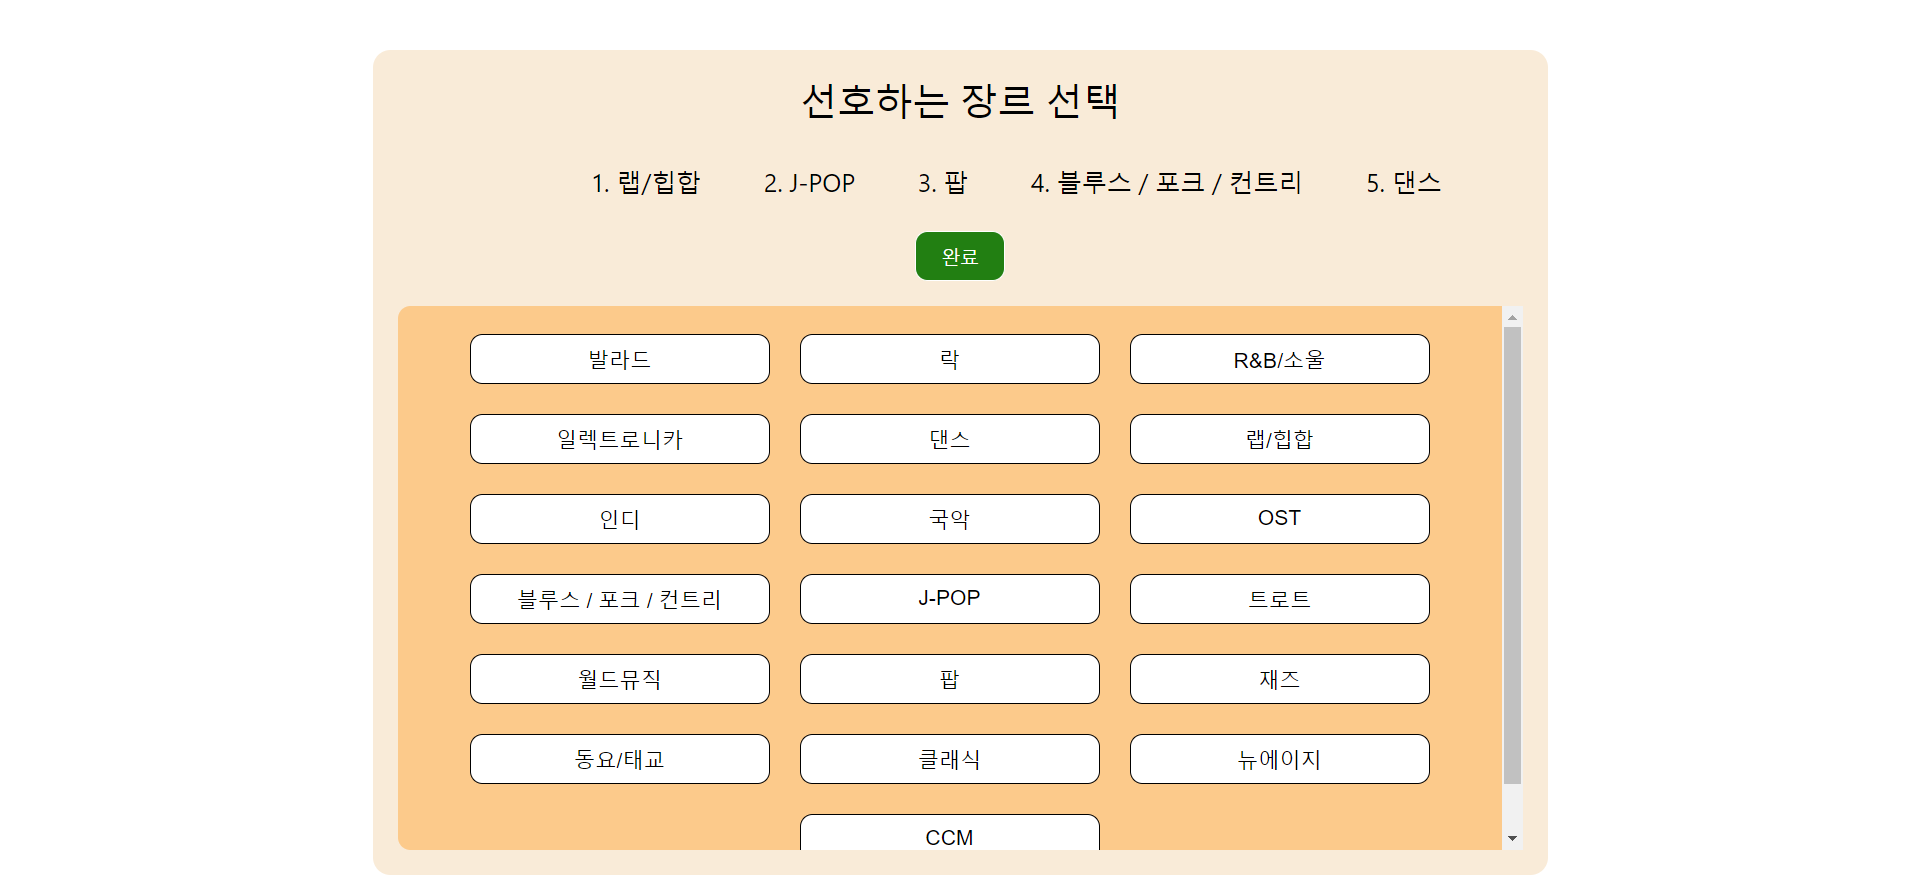 선호하는 장르 선택
1. 랩/힙합 2. J-POP 3. 팝 4. 블루스 / 포크 / 컨트리 5. 댄스
완료
발라드 락 R&B/소울
일렉트로니카 댄스 랩/힙합
인디 국악 OST
블루스 / 포크 / 컨트리 J-POP 트로트
월드뮤직 팝 재즈
동요/태교 클래식 뉴에이지
CCM